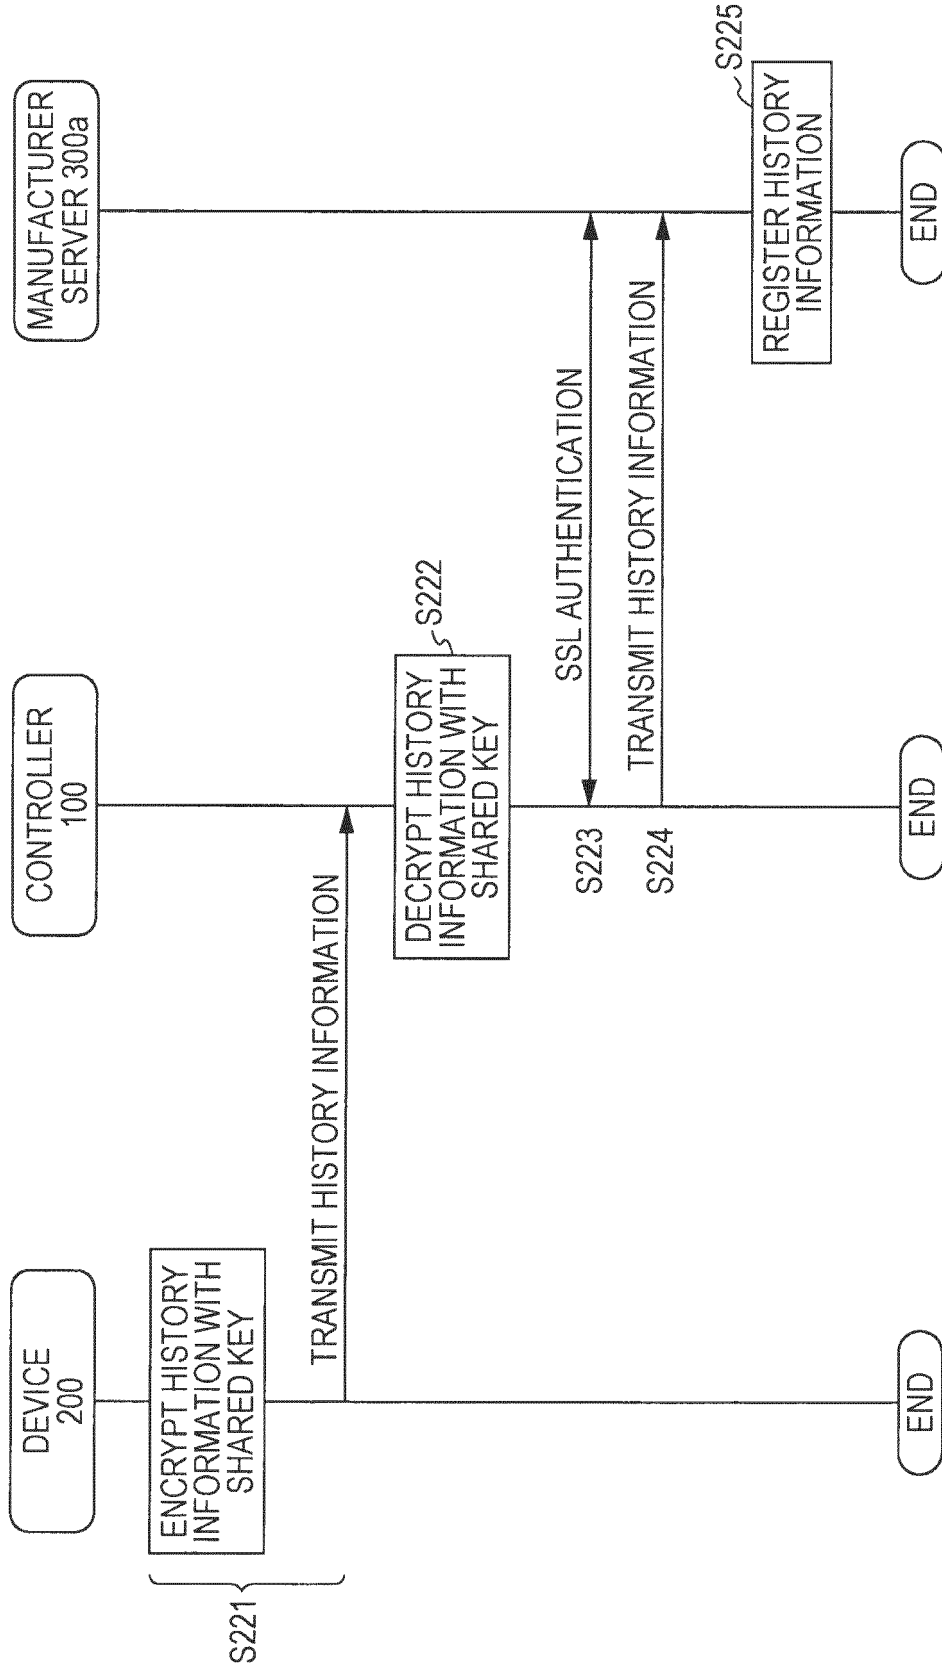 DEVICE
200
CONTROLLER
100
MANUFACTURER
SERVER 300a
S221
ENCRYPT HISTORY
INFORMATION WITH
SHARED KEY
TRANSMIT HISTORY INFORMATION
DECRYPT HISTORY
INFORMATION WITH
SHARED KEY
S222
S223
SSL AUTHENTICATION
S224
TRANSMIT HISTORY INFORMATION
S225
REGISTER HISTORY
INFORMATION
END
END
END